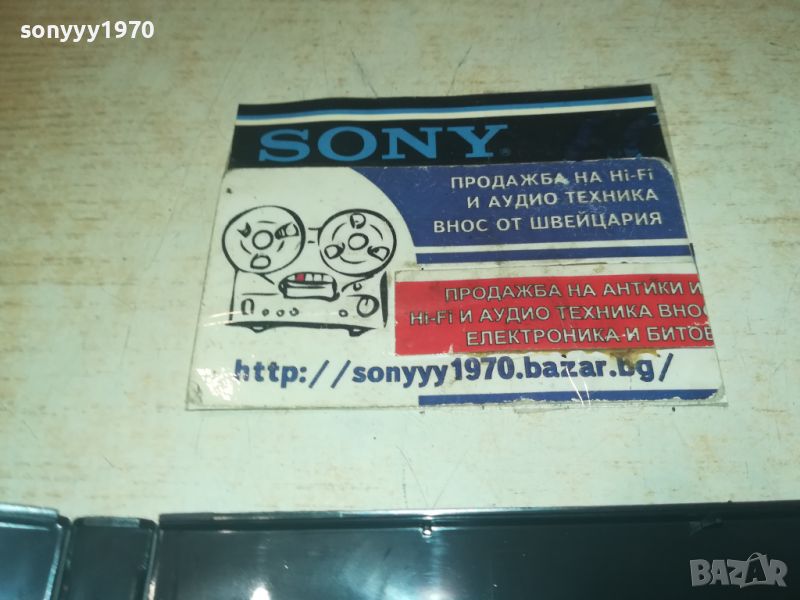 sonyyy1970
SONY
ПРОДАЖБА НА Hi-Fi
И АУДИО ТЕХНИКА
ВНОС ОТ ШВЕЙЦАРИЯ
ПРОДАЖБА НА АНТИКИ И
Hi-Fi И АУДИО ТЕХНИКА ВНОС
ЕЛЕКТРОНИКА И БИТОВ
http://sonyyy1970.bazar.bg/
BAZAR